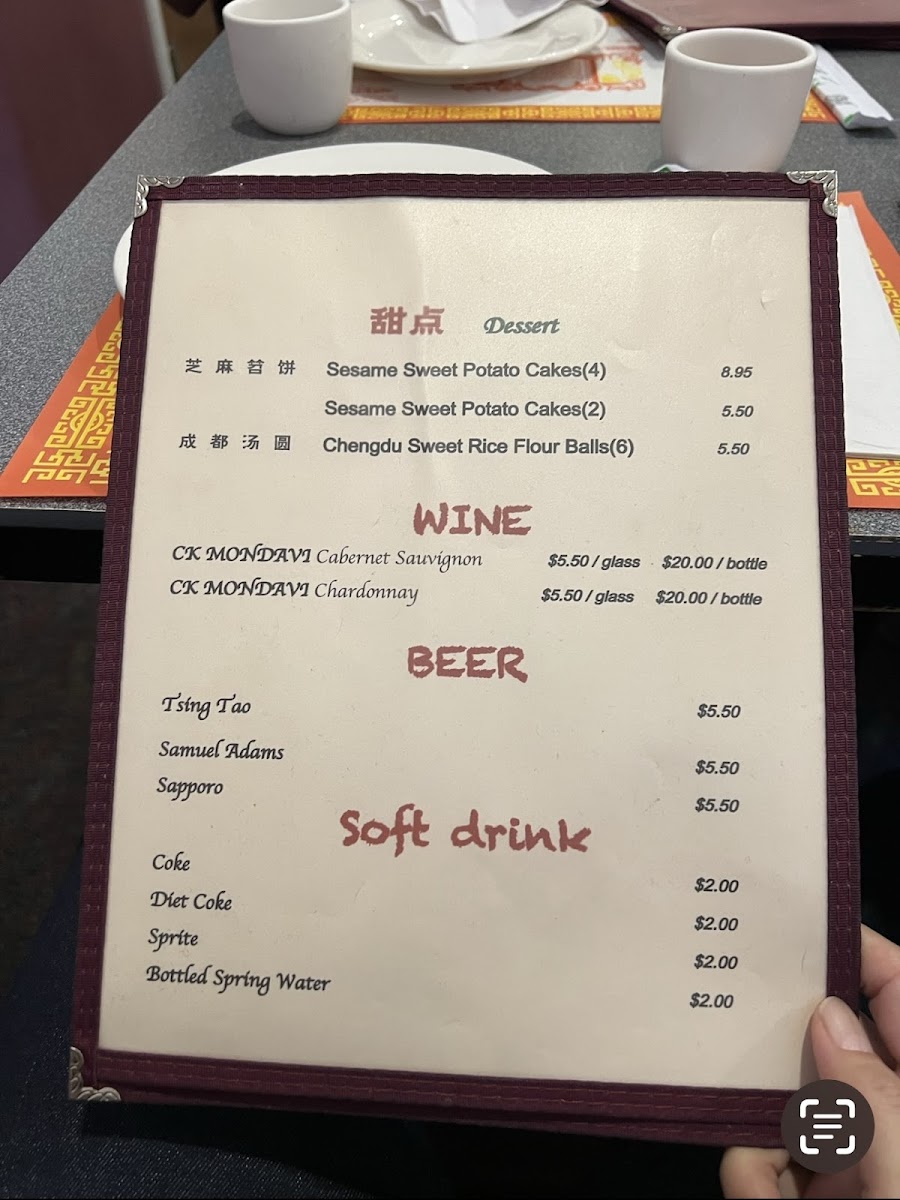 甜点 Dessert
芝麻苕饼 Sesame Sweet Potato Cakes(4) 8.95
Sesame Sweet Potato Cakes(2) 5.50
成都汤圆 Chengdu Sweet Rice Flour Balls(6) 5.50
WINE
CK MONDAVI Cabernet Sauvignon $5.50 / glass $20.00 / bottle
CK MONDAVI Chardonnay $5.50 / glass $20.00 / bottle
BEER
Tsing Tao $5.50
Samuel Adams $5.50
Sapporo $5.50
Soft drink
Coke $2.00
Diet Coke $2.00
Sprite $2.00
Bottled Spring Water $2.00